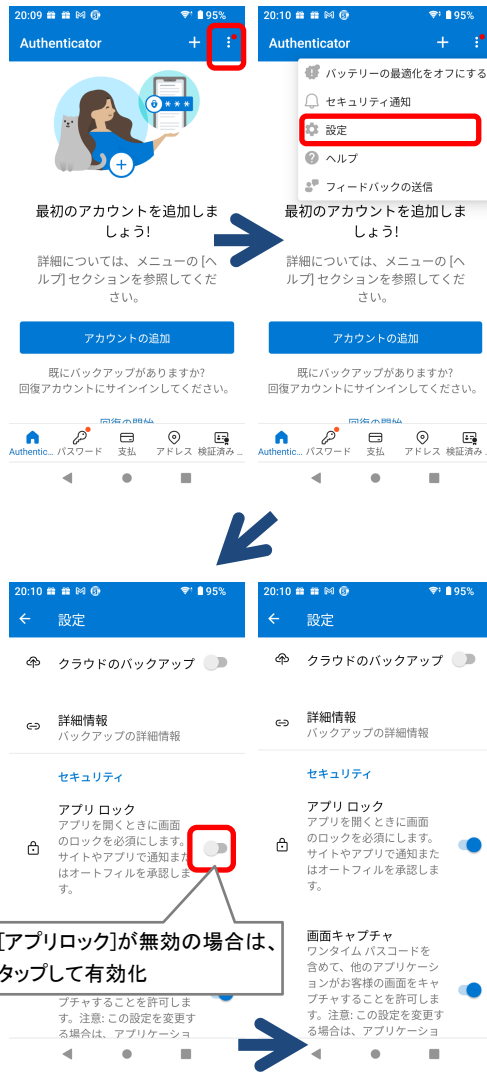 20:09 95%
Authenticator
最初のアカウントを追加しま
しょう!
詳細については、メニューの [ヘ
ルプ] セクションを参照してくだ
さい。
アカウントの追加
既にバックアップがありますか?
回復アカウントにサインインしてください。
回復の開始
Authentic... パスワード 支払 アドレス 検証済み ...
20:10 95%
Authenticator
バッテリーの最適化をオフにする
セキュリティ通知
設定
ヘルプ
フィードバックの送信
最初のアカウントを追加しま
しょう!
詳細については、メニューの [ヘ
ルプ] セクションを参照してくだ
さい。
アカウントの追加
既にバックアップがありますか?
回復アカウントにサインインしてください。
回復の開始
Authentic... パスワード 支払 アドレス 検証済み ...
20:10 95%
設定
クラウドのバックアップ
詳細情報
バックアップの詳細情報
セキュリティ
アプリ ロック
アプリを開くときに画面
のロックを必須にします。
サイトやアプリで通知また
はオートフィルを承認しま
す。
[アプリロック]が無効の場合は、
タップして有効化
プチャすることを許可しま
す。注意: この設定を変更す
る場合は、アプリケーショ
20:10 95%
設定
クラウドのバックアップ
詳細情報
バックアップの詳細情報
セキュリティ
アプリ ロック
アプリを開くときに画面
のロックを必須にします。
サイトやアプリで通知また
はオートフィルを承認しま
す。
画面キャプチャ
ワンタイム パスワードを
含めて、他のアプリケーシ
ョンがお客様の画面をキャ
プチャすることを許可しま
す。注意: この設定を変更す
る場合は、アプリケーショ